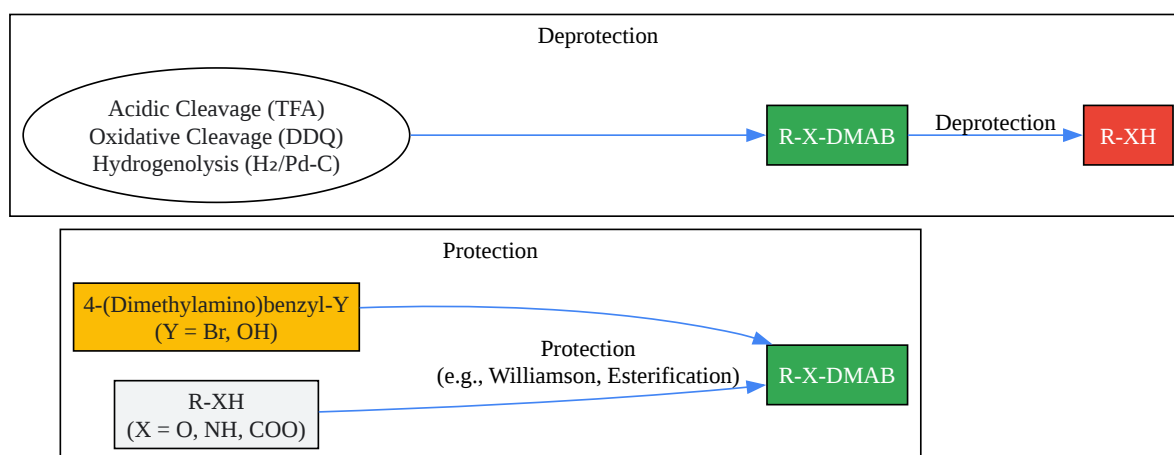 Deprotection
Acidic Cleavage (TFA)
Oxidative Cleavage (DDQ)
Hydrogenolysis (H₂/Pd-C)
R-X-DMAB
Deprotection
R-XH
Protection
4-(Dimethylamino)benzyl-Y
(Y = Br, OH)
Protection
(e.g., Williamson, Esterification)
R-X-DMAB
R-XH
(X = O, NH, COO)